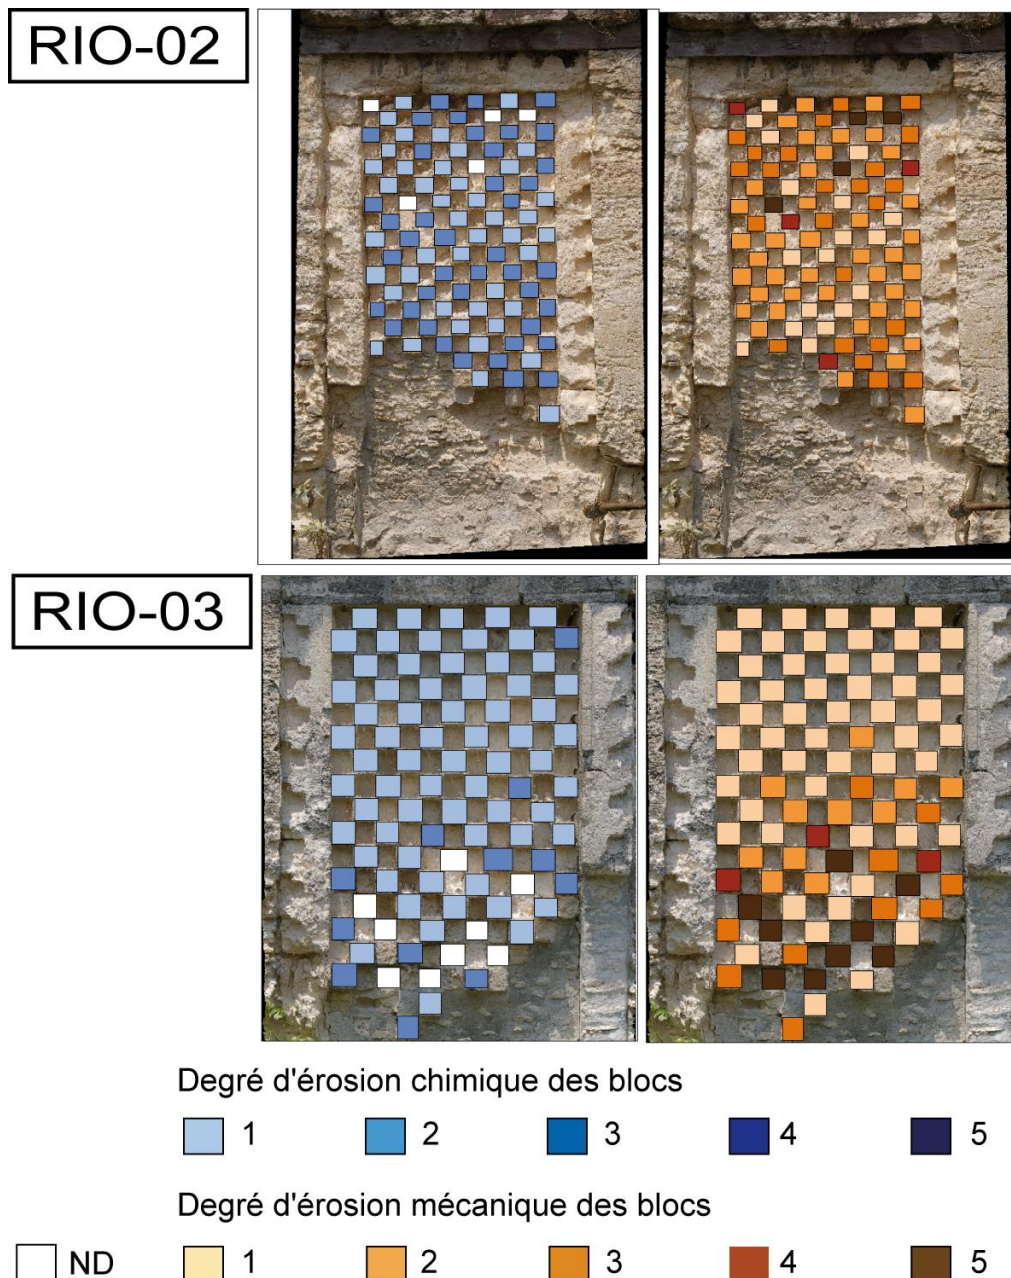 RIO-02
RIO-03
Degré d'érosion chimique des blocs
1 2 3 4 5
Degré d'érosion mécanique des blocs
ND 1 2 3 4 5